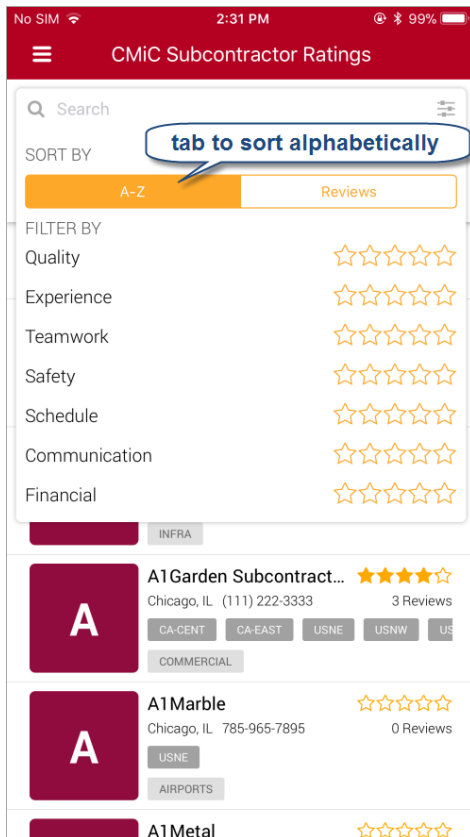 No SIM 2:31 PM 99%
CMiC Subcontractor Ratings
Search
tab to sort alphabetically
SORT BY
A-Z Reviews
FILTER BY
Quality
Experience
Teamwork
Safety
Schedule
Communication
Financial
INFRA
A
A1Garden Subcontract...
Chicago, IL (111) 222-3333 3 Reviews
CA-CENT CA-EAST USNE USNW US
COMMERCIAL
A
A1Marble
Chicago, IL 785-965-7895 0 Reviews
USNE
AIRPORTS
A1Metal